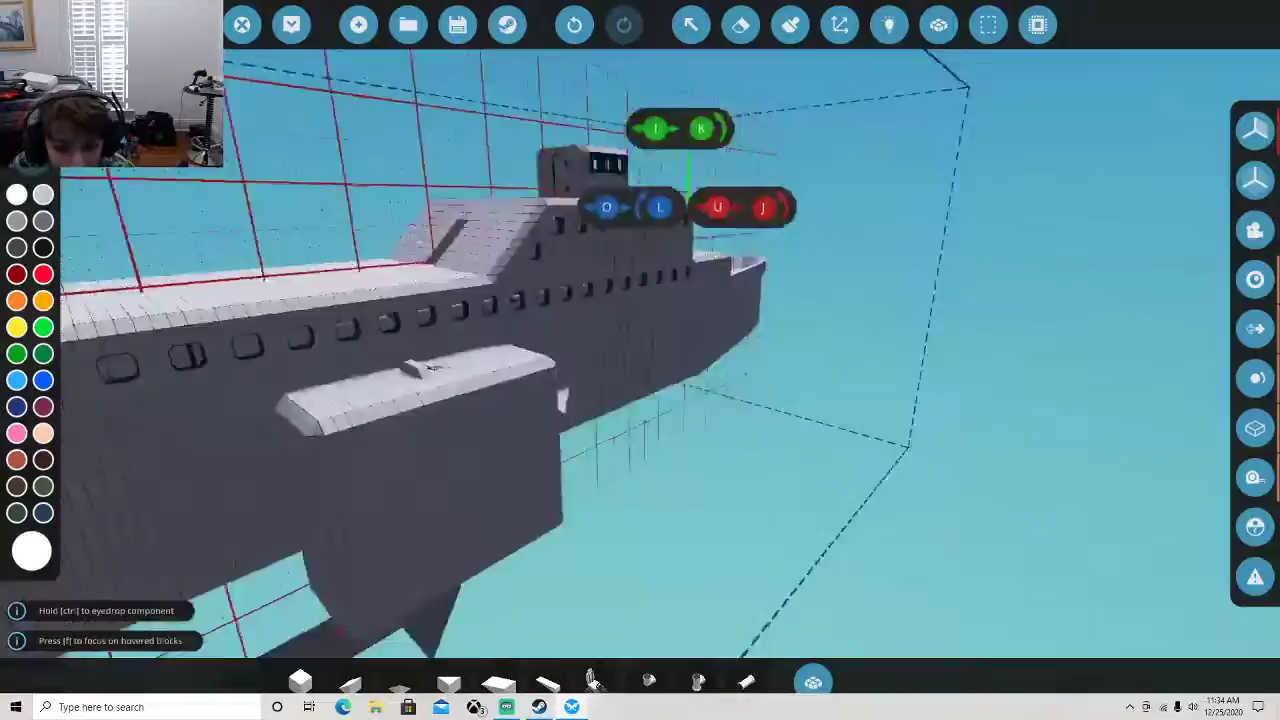 I K
O L U J
Hold [ctrl] to eyedrop component
Press [f] to focus on hovered blocks
Type here to search
11:34 AM
12/25/2020